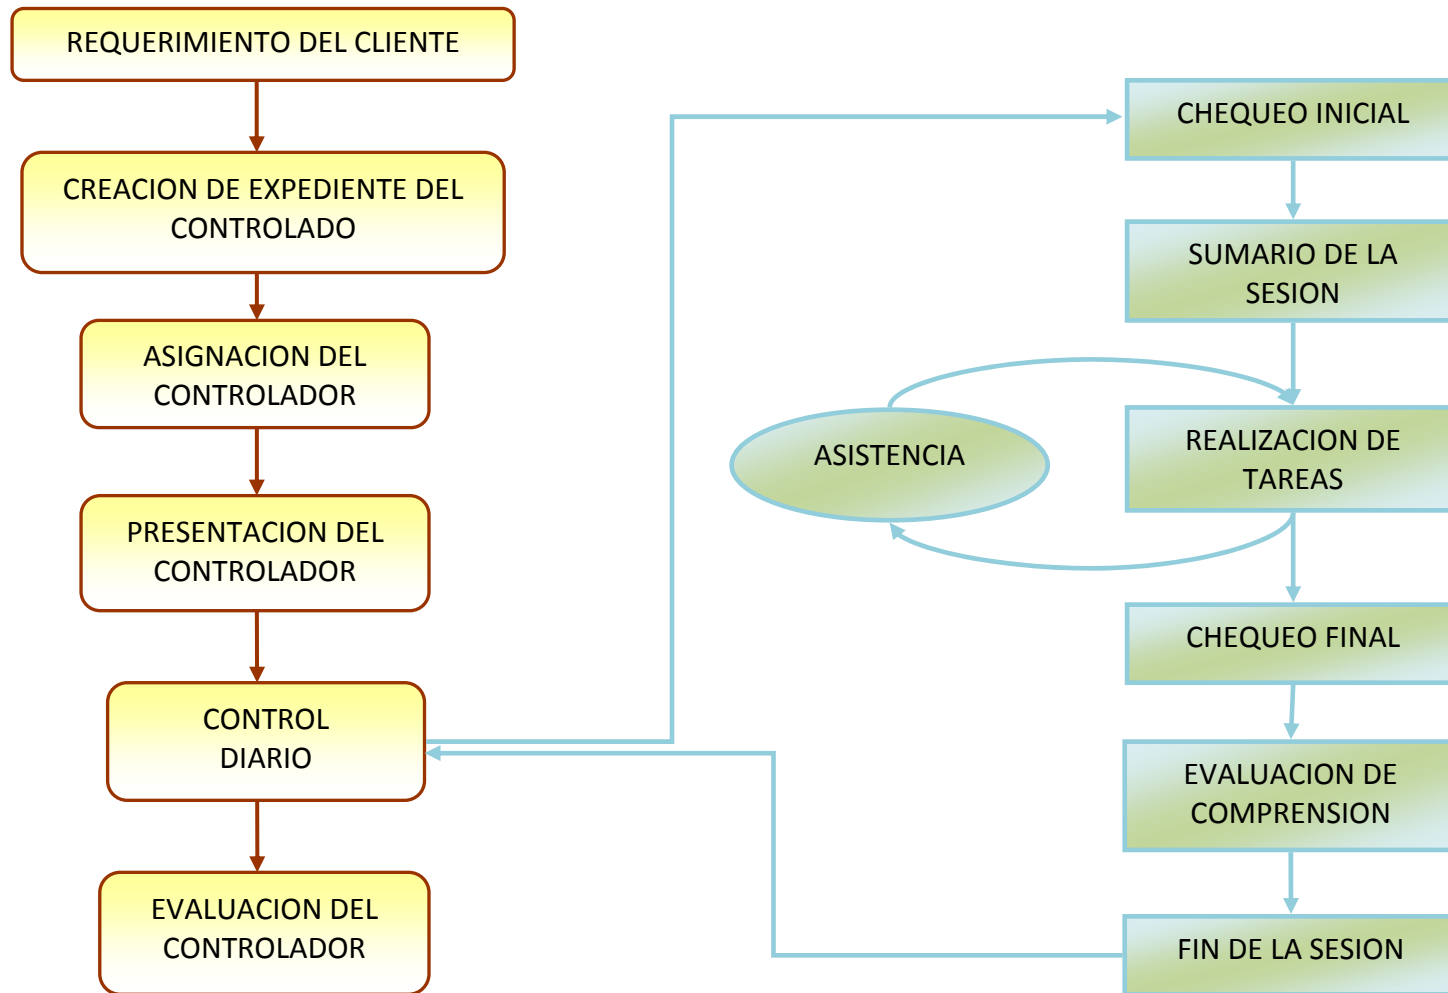 REQUERIMIENTO DEL CLIENTE
CREACION DE EXPEDIENTE DEL
CONTROLADO
ASIGNACION DEL
CONTROLADOR
PRESENTACION DEL
CONTROLADOR
CONTROL
DIARIO
EVALUACION DEL
CONTROLADOR
CHEQUEO INICIAL
SUMARIO DE LA
SESION
ASISTENCIA
REALIZACION DE
TAREAS
CHEQUEO FINAL
EVALUACION DE
COMPRENSION
FIN DE LA SESION